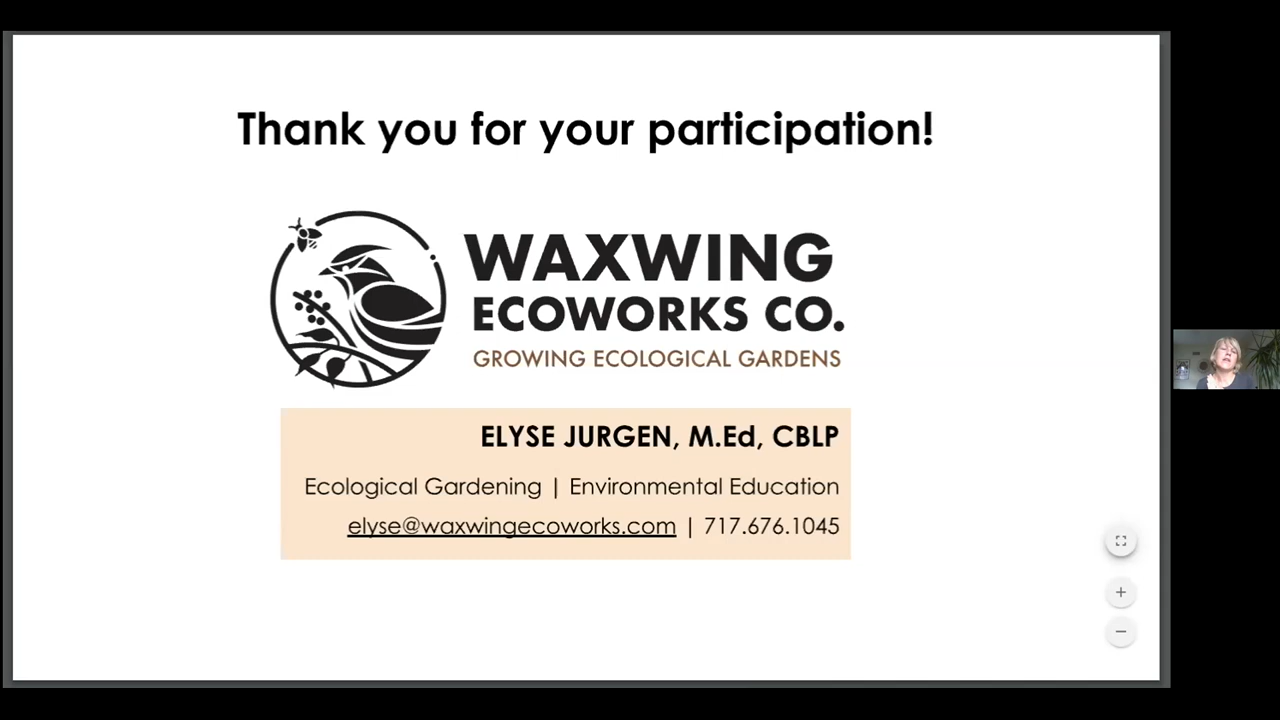 Thank you for your participation!
WAXWING
ECOWORKS CO.
GROWING ECOLOGICAL GARDENS
ELYSE JURGEN, M.Ed, CBLP
Ecological Gardening | Environmental Education
elyse@waxwingecoworks.com | 717.676.1045